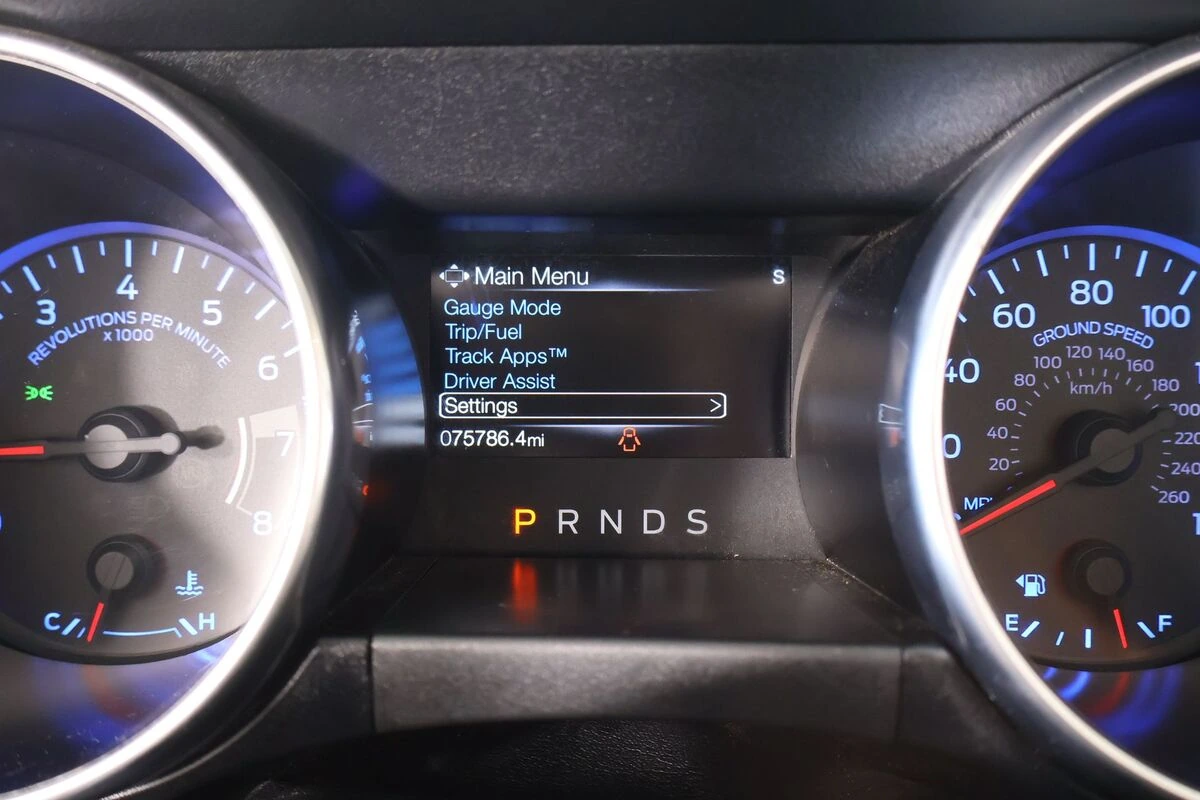 3
4
5
6
7
8
REVOLUTIONS PER MINUTE
x1000
C
H
Main Menu S
Gauge Mode
Trip/Fuel
Track Apps™
Driver Assist
Settings >
075786.4mi
P R N D S
0
40
60
80
100
GROUND SPEED
km/h
20
40
60
80
100
120
140
160
180
200
220
240
260
E
F